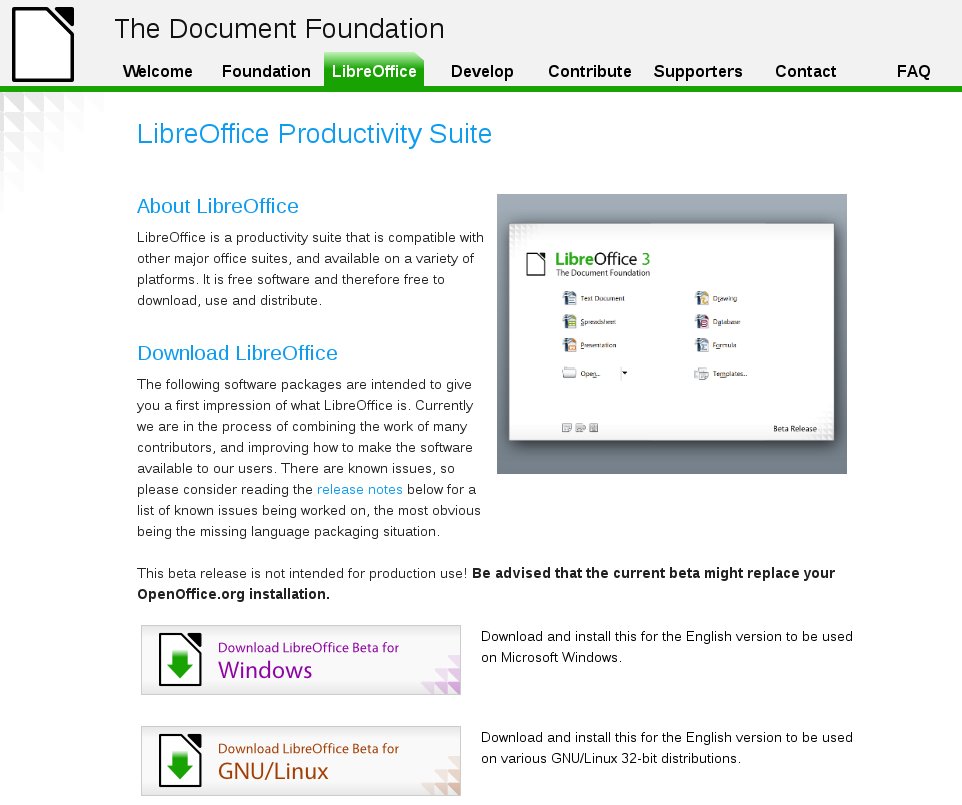 The Document Foundation
Welcome Foundation LibreOffice Develop Contribute Supporters Contact FAQ
LibreOffice Productivity Suite
About LibreOffice
LibreOffice is a productivity suite that is compatible with
other major office suites, and available on a variety of
platforms. It is free software and therefore free to
download, use and distribute.
LibreOffice 3
The Document Foundation
Text Document Drawing
Spreadsheet Database
Presentation Formula
Open... Templates...
Beta Release
Download LibreOffice
The following software packages are intended to give
you a first impression of what LibreOffice is. Currently
we are in the process of combining the work of many
contributors, and improving how to make the software
available to our users. There are known issues, so
please consider reading the release notes below for a
list of known issues being worked on, the most obvious
being the missing language packaging situation.
This beta release is not intended for production use! Be advised that the current beta might replace your
OpenOffice.org installation.
Download LibreOffice Beta for
Windows
Download and install this for the English version to be used
on Microsoft Windows.
Download LibreOffice Beta for
GNU/Linux
Download and install this for the English version to be used
on various GNU/Linux 32-bit distributions.